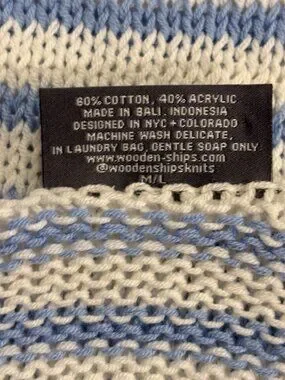 60% COTTON, 40% ACRYLIC
MADE IN BALI, INDONESIA
DESIGNED IN NYC + COLORADO
MACHINE WASH DELICATE,
IN LAUNDRY BAG, GENTLE SOAP ONLY
www.wooden-ships.com
@woodenshipsknits
M/L